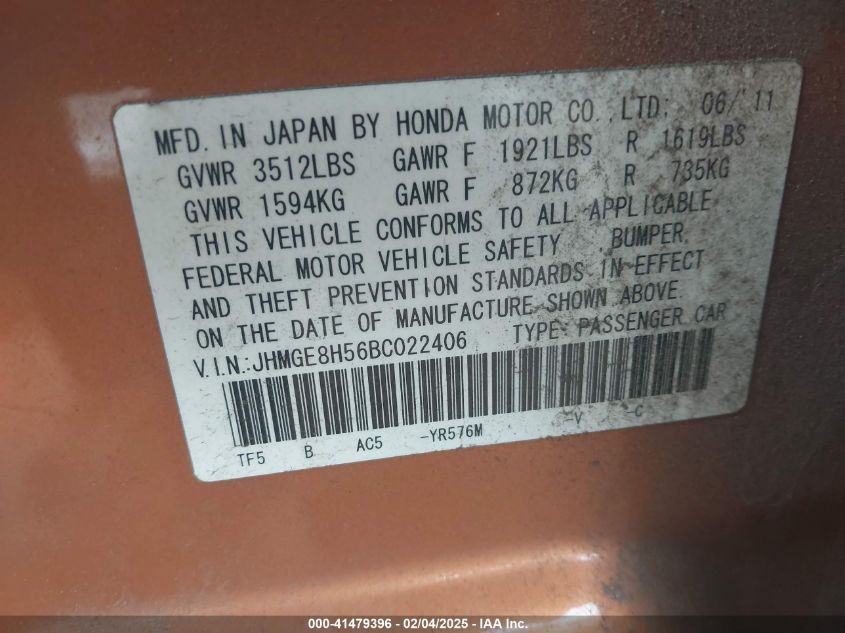 MFD. IN JAPAN BY HONDA MOTOR CO.,LTD. 06/'11
GVWR 3512LBS GAWR F 1921LBS R 1619LBS
GVWR 1594KG GAWR F 872KG R 735KG
THIS VEHICLE CONFORMS TO ALL APPLICABLE
FEDERAL MOTOR VEHICLE SAFETY, BUMPER,
AND THEFT PREVENTION STANDARDS IN EFFECT
ON THE DATE OF MANUFACTURE SHOWN ABOVE.
V.I.N.:JHMGE8H56BC022406 TYPE: PASSENGER CAR
TF5 B AC5 -YR576M -V -C
000-41479396 - 02/04/2025 - IAA Inc.